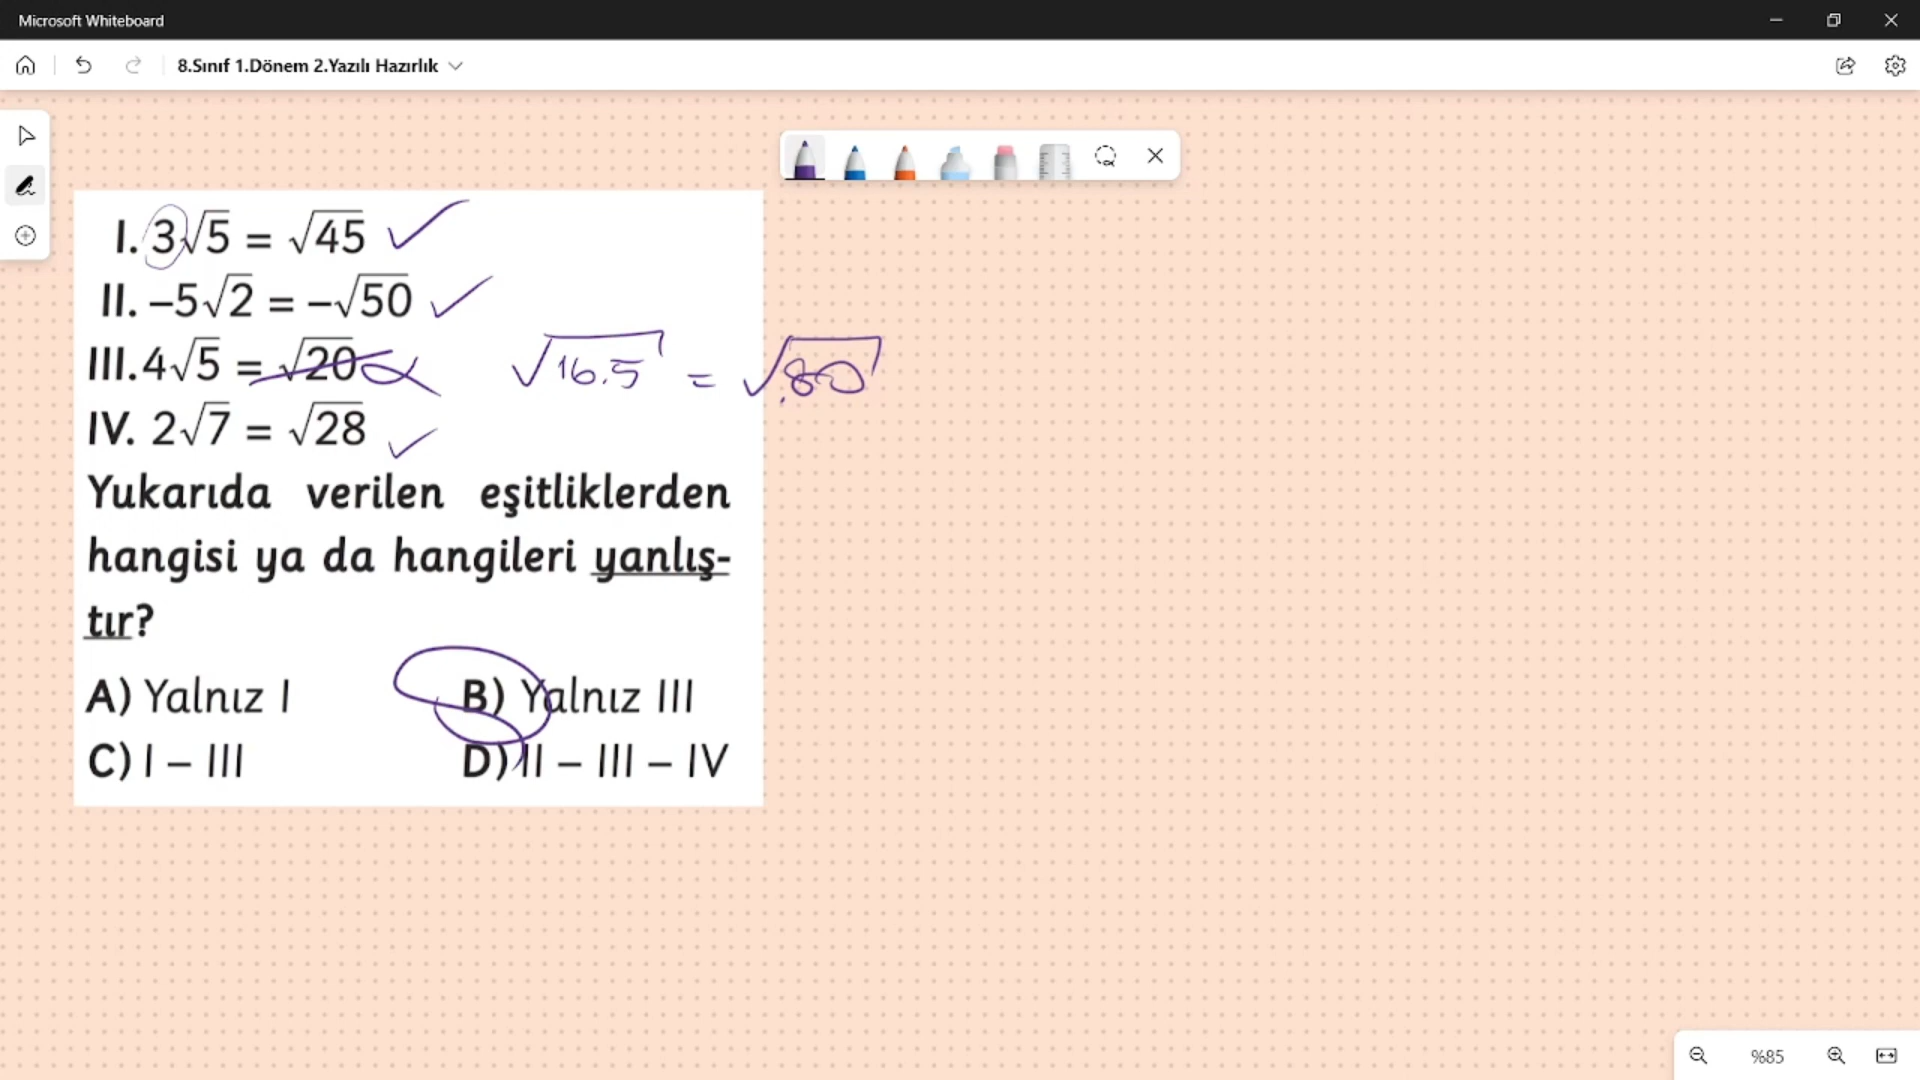 Microsoft Whiteboard
8.Sınıf 1.Dönem 2.Yazılı Hazırlık
I. 3√5 = √45
II. –5√2 = –√50
III. 4√5 = √20
√16.5 = √80
IV. 2√7 = √28
Yukarıda verilen eşitliklerden
hangisi ya da hangileri yanlış-
tır?
A) Yalnız I
B) Yalnız III
C) I – III
D) II – III – IV
%85